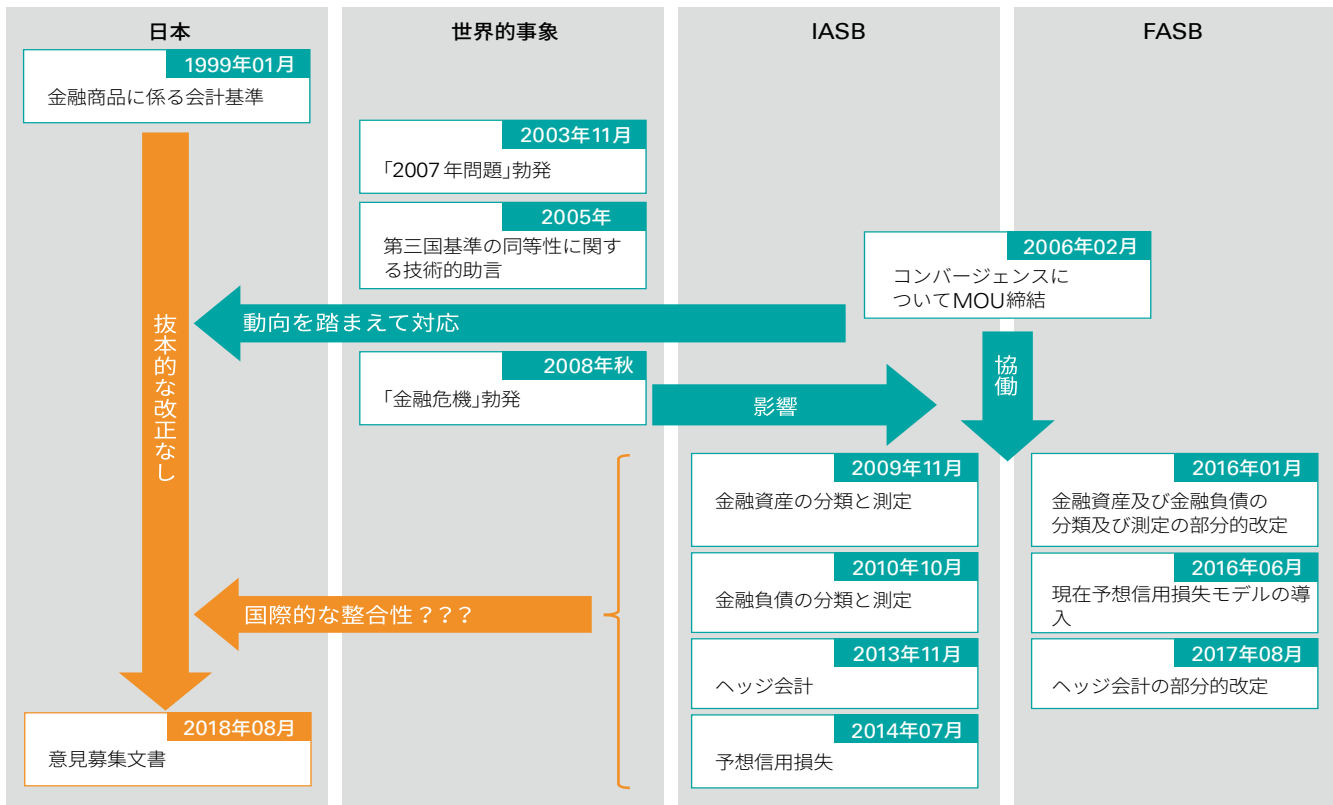 日本
1999年01月
金融商品に係る会計基準
抜本的な改正なし
2018年08月
意見募集文書
世界的事象
2003年11月
「2007年問題」勃発
2005年
第三国基準の同等性に関す
る技術的助言
動向を踏まえて対応
2008年秋
「金融危機」勃発
影響
国際的な整合性？？？
IASB
FASB
2006年02月
コンバージェンスに
ついてMOU締結
協働
2009年11月
金融資産の分類と測定
2010年10月
金融負債の分類と測定
2013年11月
ヘッジ会計
2014年07月
予想信用損失
2016年01月
金融資産及び金融負債の
分類及び測定の部分的改定
2016年06月
現在予想信用損失モデルの導
入
2017年08月
ヘッジ会計の部分的改定